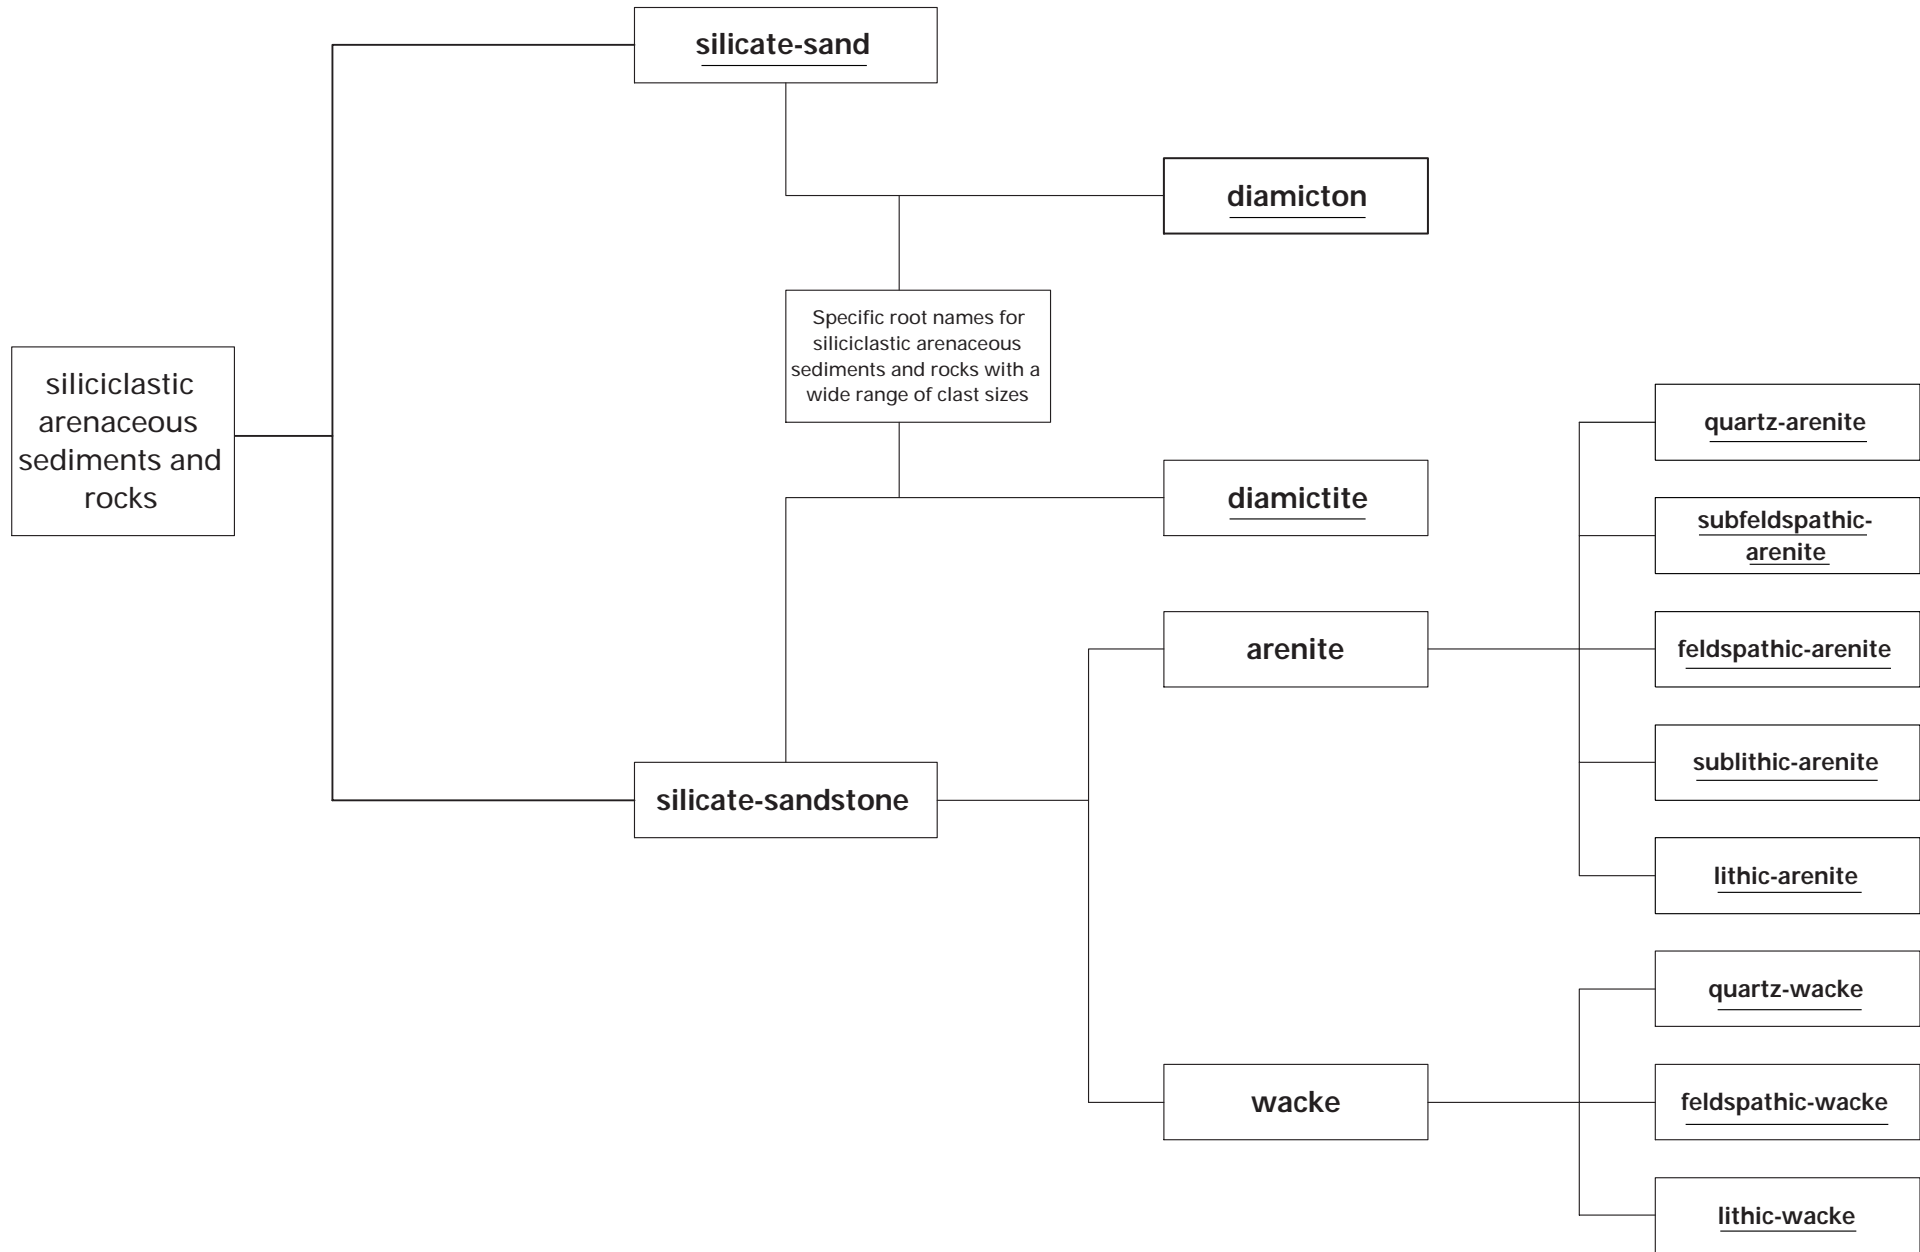 silicate-sand
diamicton
Specific root names for
siliciclastic arenaceous
sediments and rocks with a
wide range of clast sizes
siliciclastic
arenaceous
sediments and
rocks
quartz-arenite
diamictite
subfeldspathic-
arenite
arenite
feldspathic-arenite
sublithic-arenite
silicate-sandstone
lithic-arenite
quartz-wacke
wacke
feldspathic-wacke
lithic-wacke